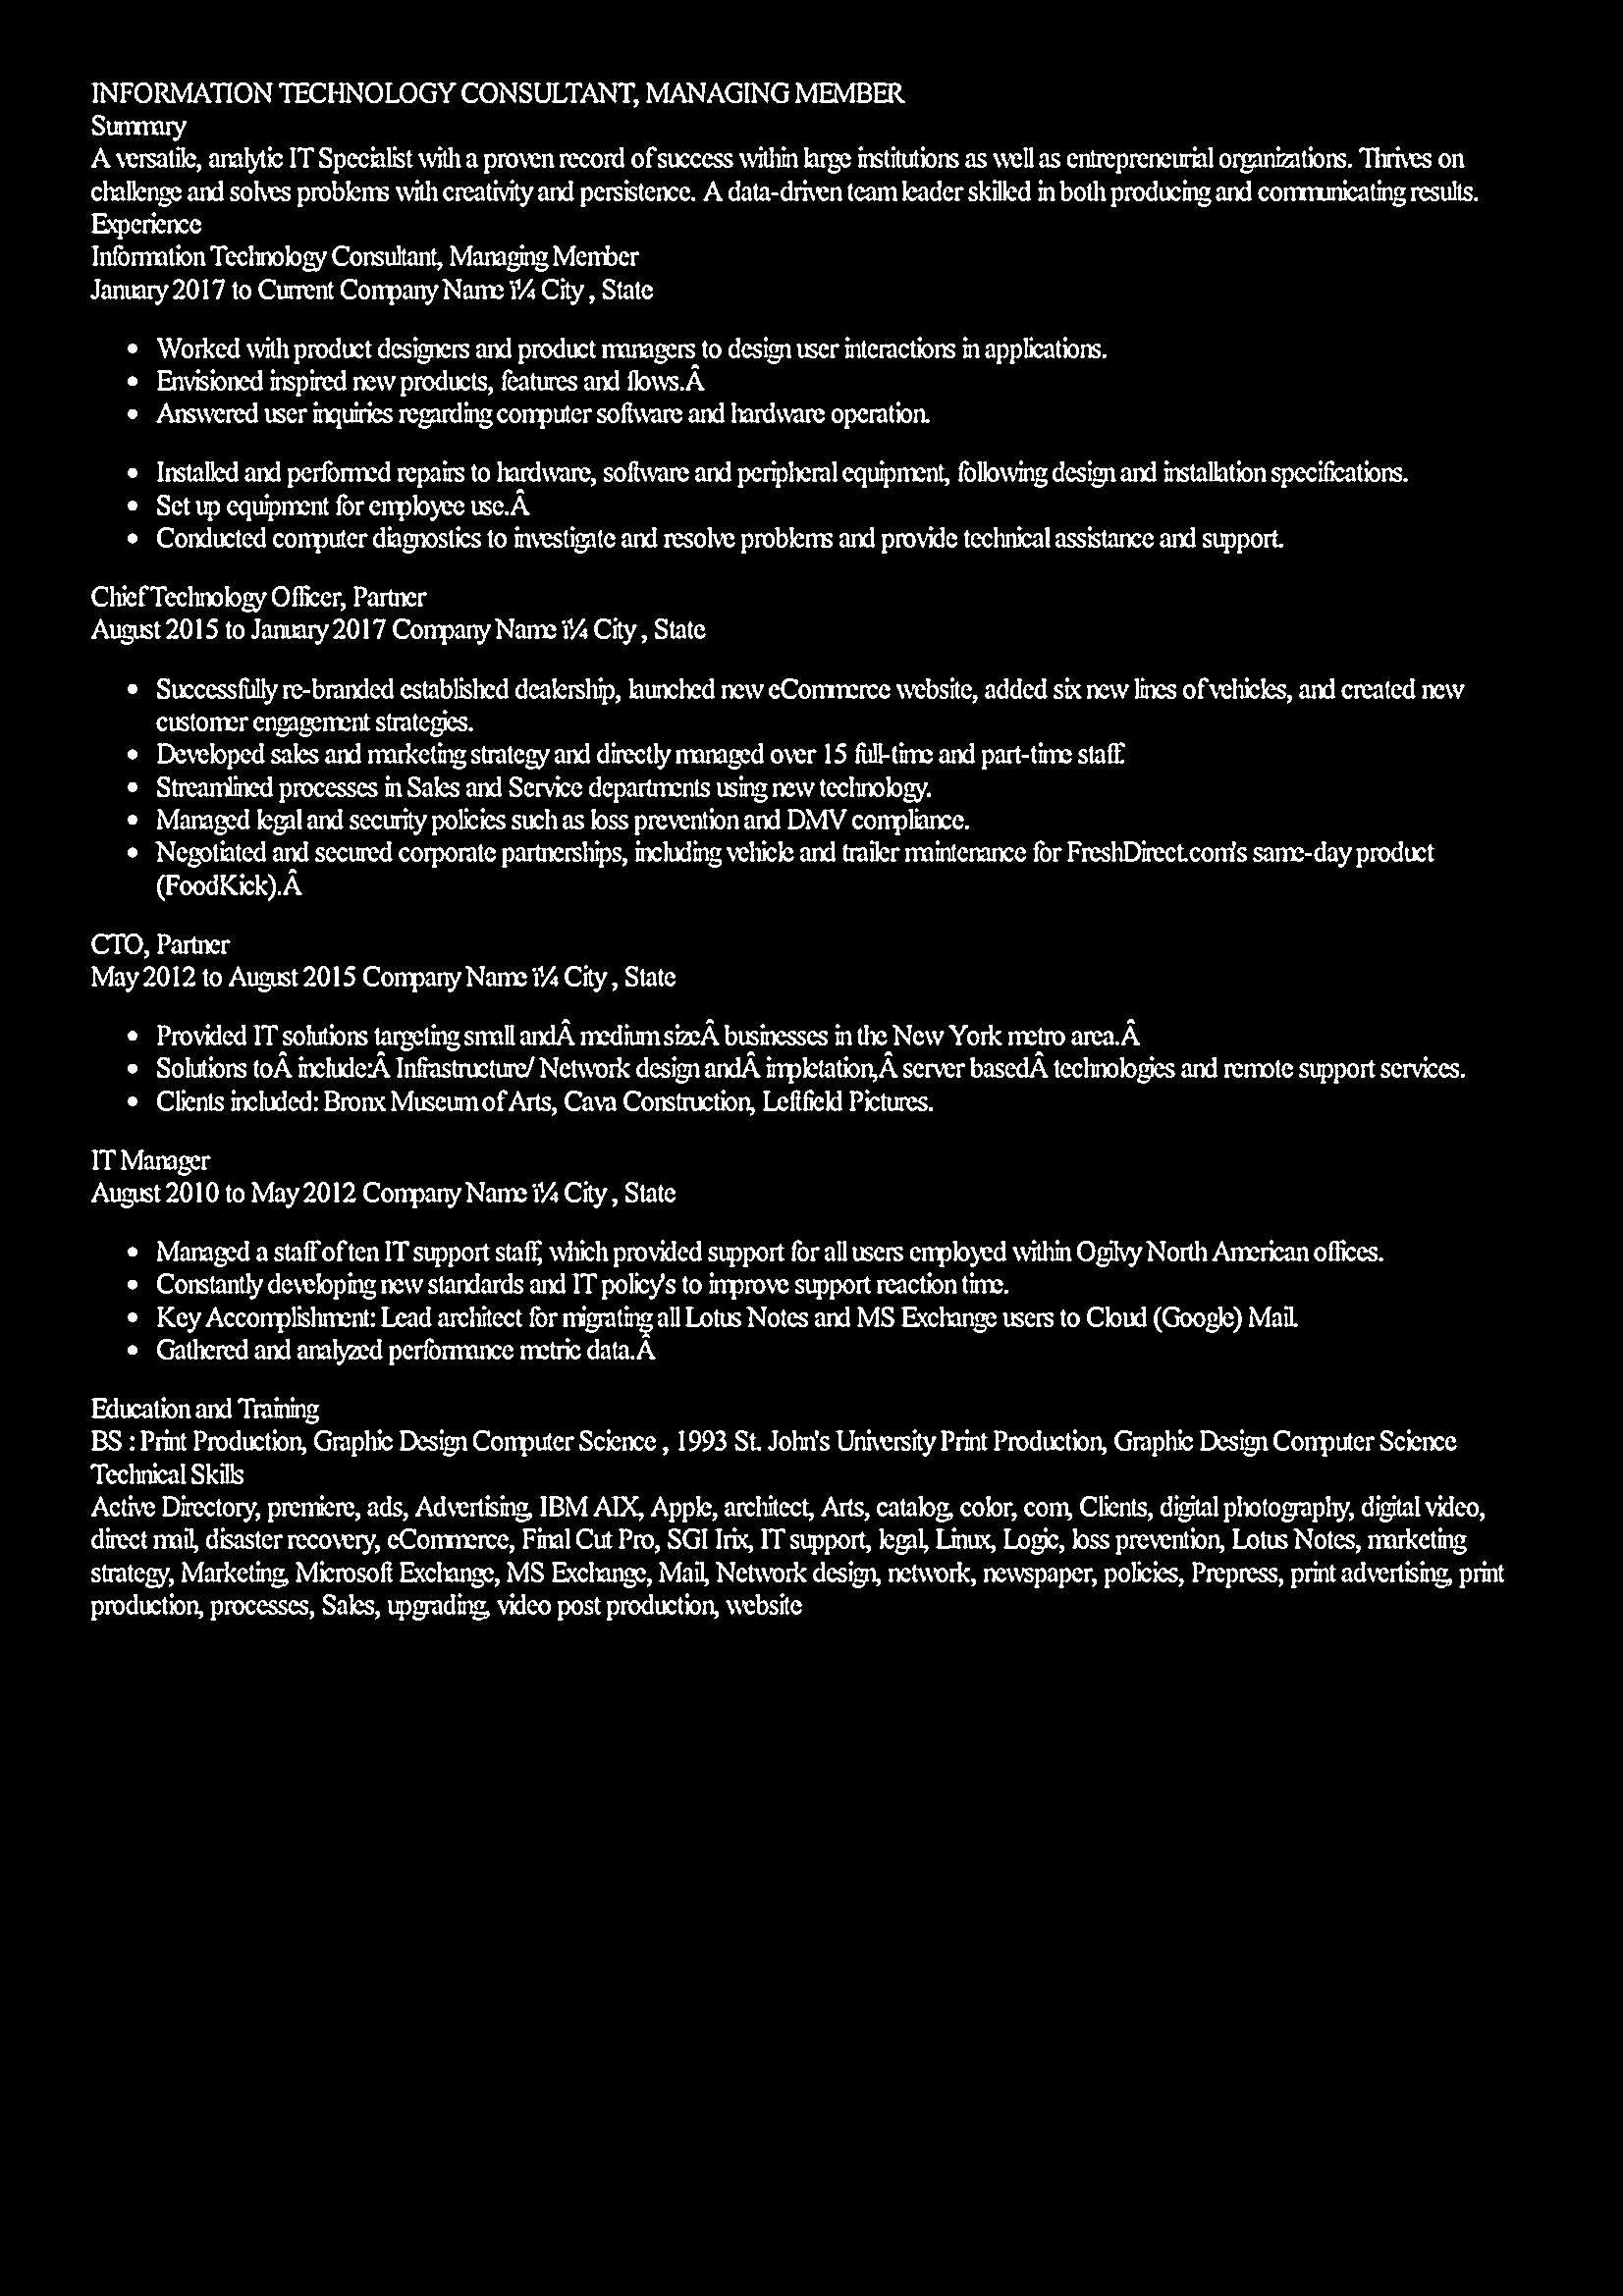 INFORMATION TECHNOLOGY CONSULTANT, MANAGING MEMBER
Summary
A versatile, analytic IT Specialist with a proven record of success within large institutions as well as entrepreneurial organizations. Thrives on
challenge and solves problems with creativity and persistence. A data-driven team leader skilled in both producing and communicating results.
Experience
Information Technology Consultant, Managing Member
January 2017 to Current Company Name ï¼ City , State
• Worked with product designers and product managers to design user interactions in applications.
• Envisioned inspired new products, features and flows.Â
• Answered user inquiries regarding computer software and hardware operation.
• Installed and performed repairs to hardware, software and peripheral equipment, following design and installation specifications.
• Set up equipment for employee use.Â
• Conducted computer diagnostics to investigate and resolve problems and provide technical assistance and support.
Chief Technology Officer, Partner
August 2015 to January 2017 Company Name ï¼ City , State
• Successfully re-branded established dealership, launched new eCommerce website, added six new lines of vehicles, and created new
customer engagement strategies.
• Developed sales and marketing strategy and directly managed over 15 full-time and part-time staff.
• Streamlined processes in Sales and Service departments using new technology.
• Managed legal and security policies such as loss prevention and DMV compliance.
• Negotiated and secured corporate partnerships, including vehicle and trailer maintenance for FreshDirect.com's same-day product
(FoodKick).Â
CTO, Partner
May 2012 to August 2015 Company Name ï¼ City , State
• Provided IT solutions targeting small andÂ medium sizeÂ businesses in the New York metro area.Â
• Solutions toÂ include:Â Infrastructure/ Network design andÂ impletation,Â server basedÂ technologies and remote support services.
• Clients included: Bronx Museum of Arts, Cava Construction, Leftfield Pictures.
IT Manager
August 2010 to May 2012 Company Name ï¼ City , State
• Managed a staff of ten IT support staff, which provided support for all users employed within Ogilvy North American offices.
• Constantly developing new standards and IT policy's to improve support reaction time.
• Key Accomplishment: Lead architect for migrating all Lotus Notes and MS Exchange users to Cloud (Google) Mail.
• Gathered and analyzed performance metric data.Â
Education and Training
BS : Print Production, Graphic Design Computer Science , 1993 St. John's University Print Production, Graphic Design Computer Science
Technical Skills
Active Directory, premiere, ads, Advertising, IBM AIX, Apple, architect, Arts, catalog, color, com, Clients, digital photography, digital video,
direct mail, disaster recovery, eCommerce, Final Cut Pro, SGI Irix, IT support, legal, Linux, Logic, loss prevention, Lotus Notes, marketing
strategy, Marketing, Microsoft Exchange, MS Exchange, Mail, Network design, network, newspaper, policies, Prepress, print advertising, print
production, processes, Sales, upgrading, video post production, website